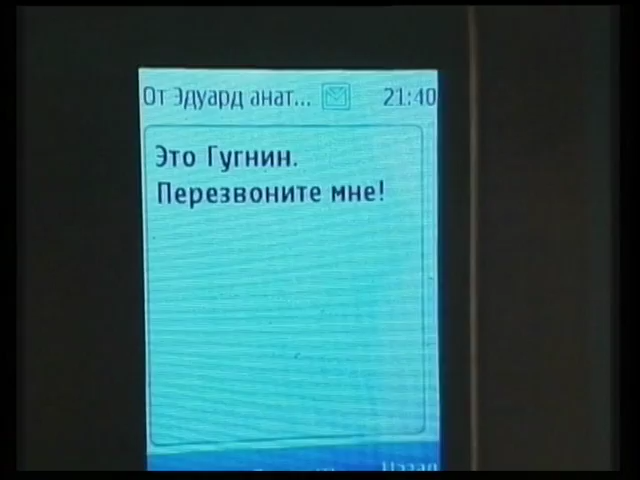 От Эдуард анат... 21:40
Это Гугнин.
Перезвоните мне!
Назад